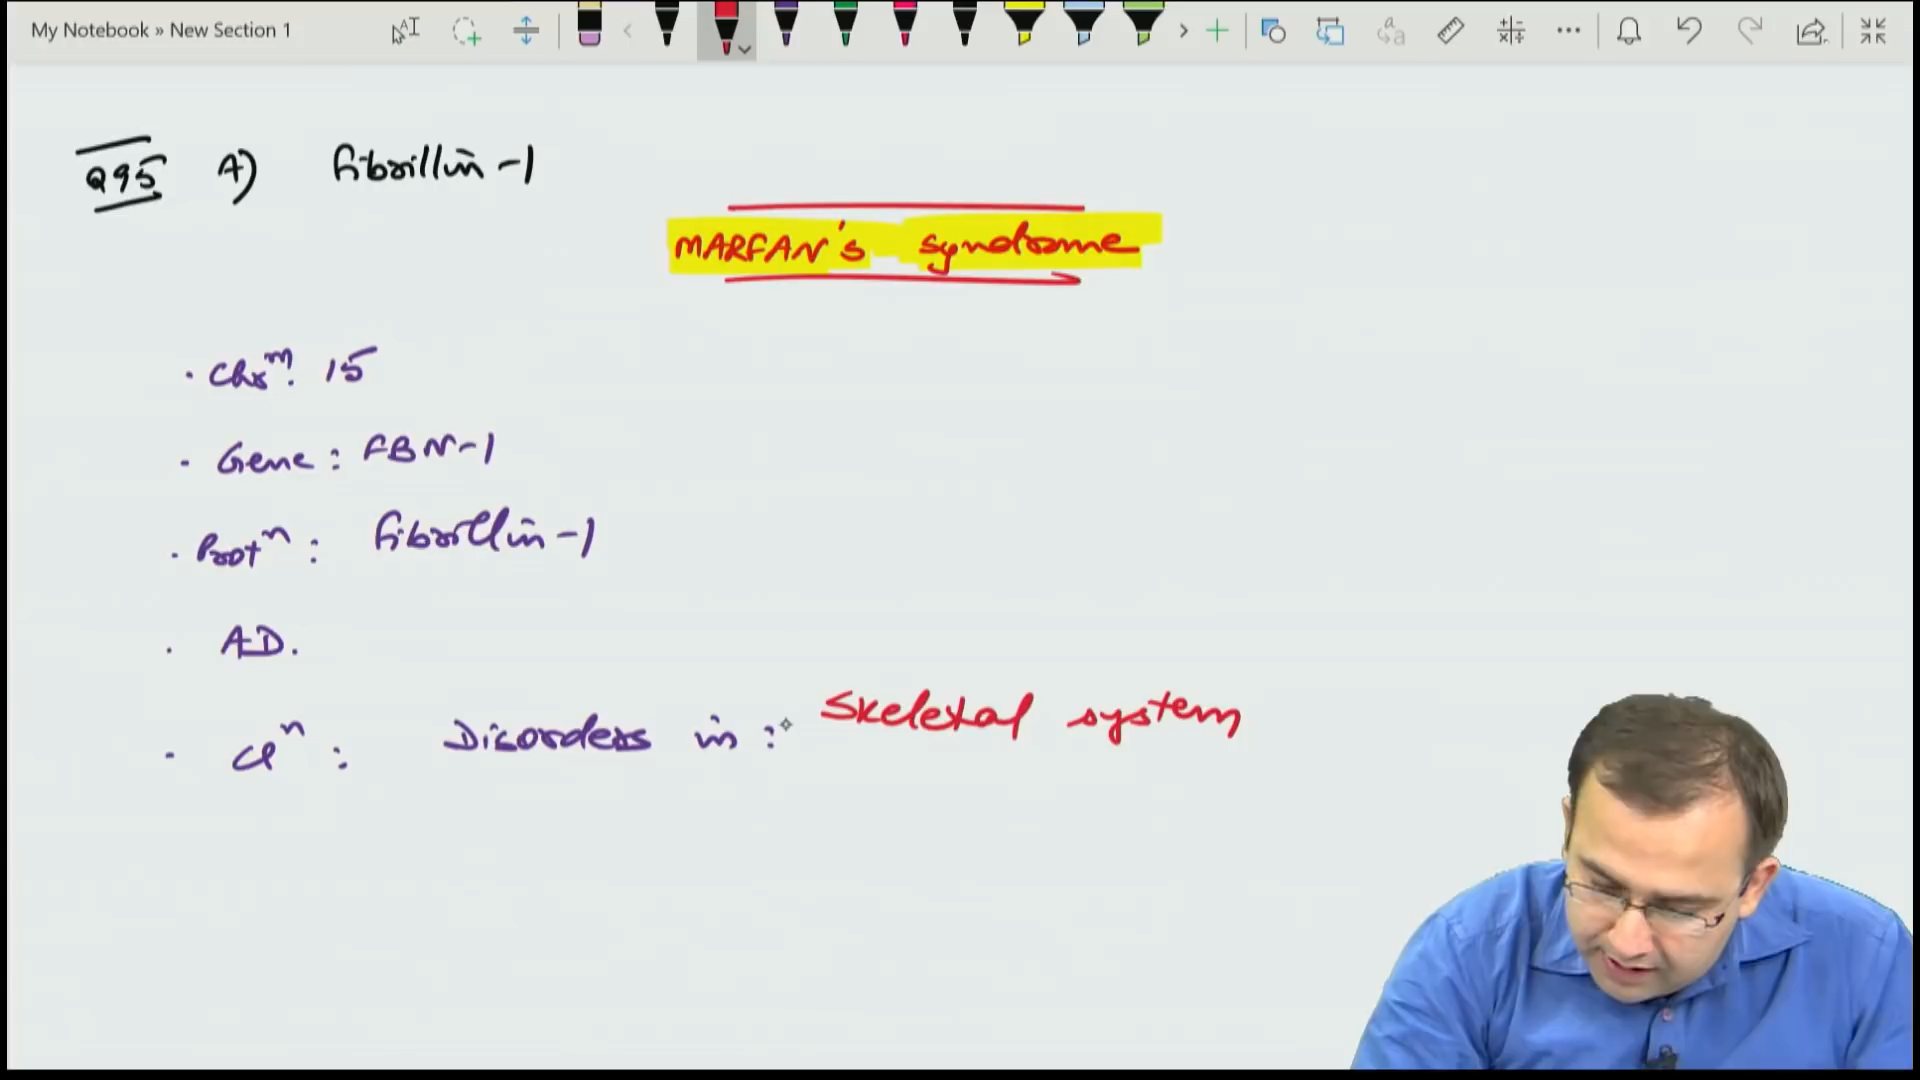 My Notebook » New Section 1
Q95 A) Fibrillin-1
MARFAN's syndrome
. Chrm. 15
. Gene : FBN-1
. Protn : Fibrillin-1
. AD.
. Cln : Disorders in : Skeletal system